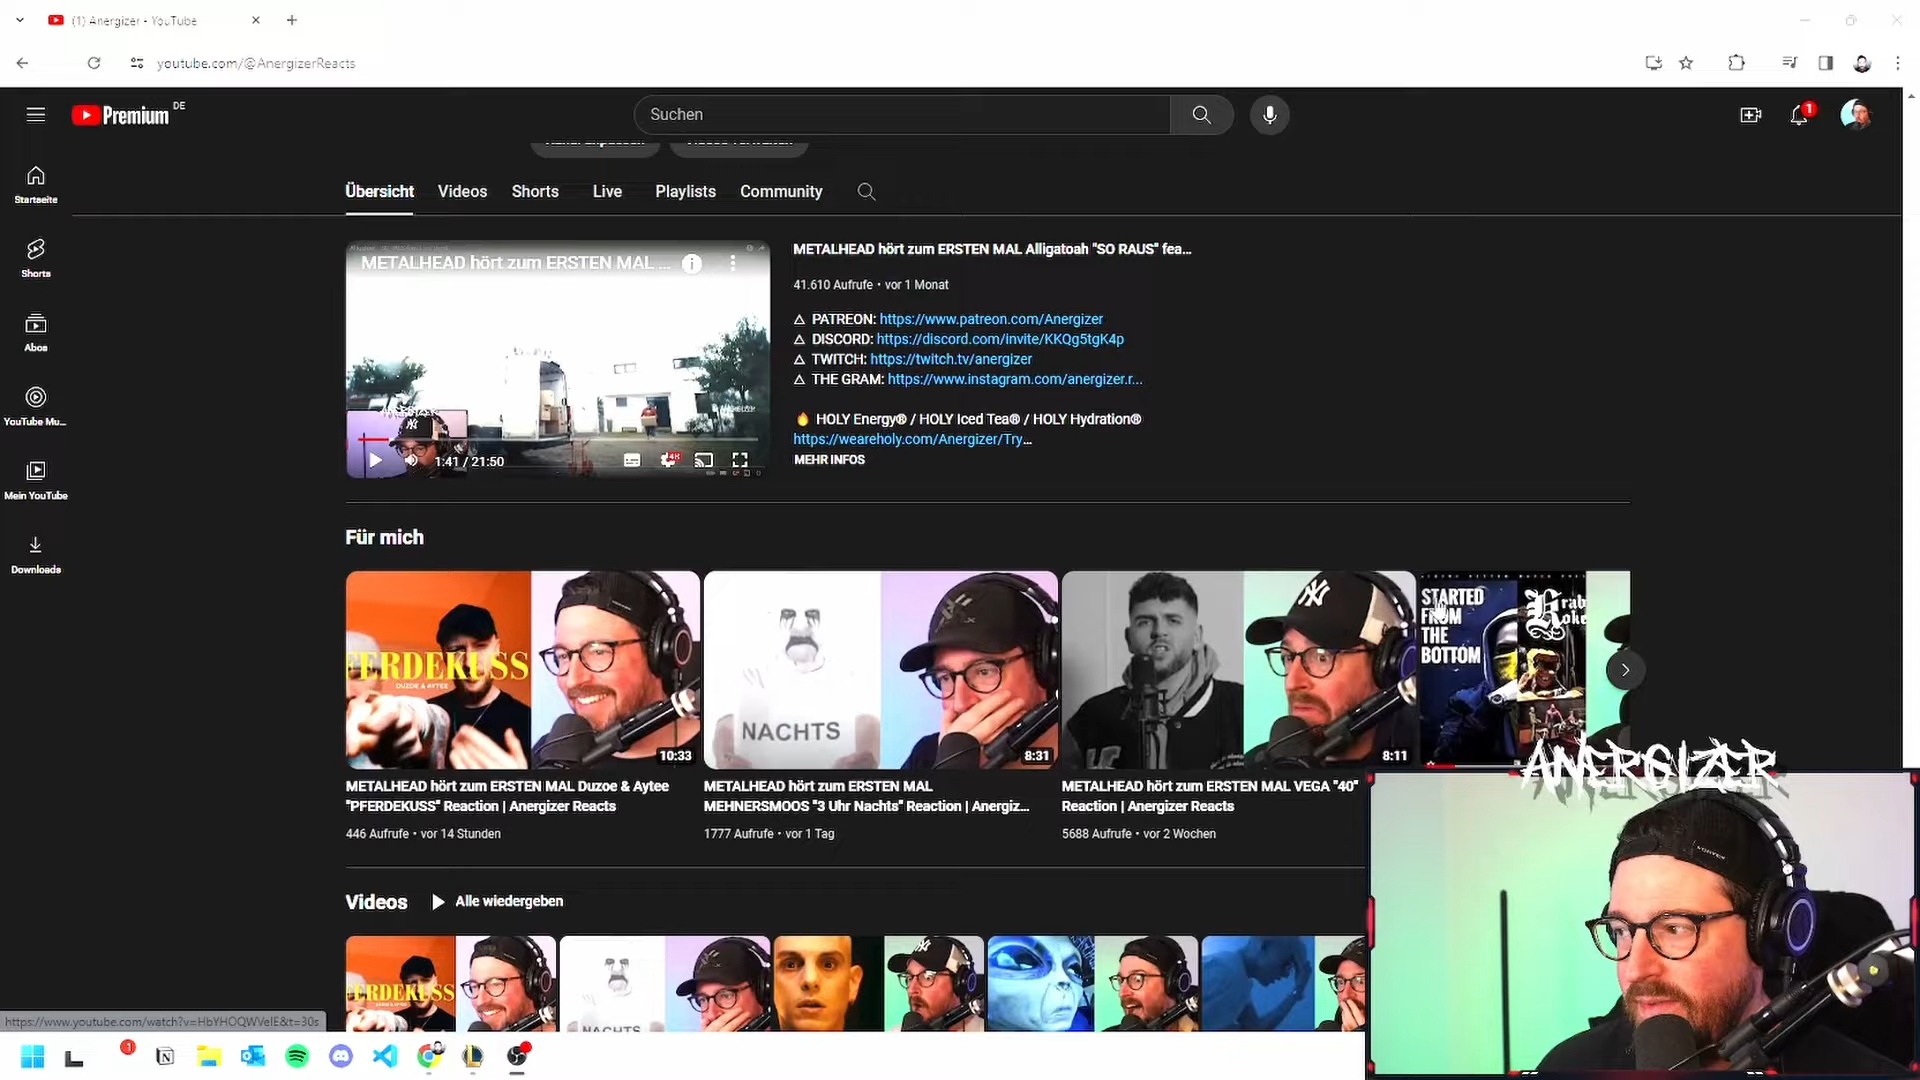 (1) Anergizer - YouTube
youtube.com/@AnergizerReacts
Premium DE
Suchen
1
Übersicht Videos Shorts Live Playlists Community
Startseite
Shorts
Abos
YouTube Mu...
Mein YouTube
Downloads
METALHEAD hört zum ERSTEN MAL ...
1:41 / 21:50
METALHEAD hört zum ERSTEN MAL Alligatoah "SO RAUS" fea...
41.610 Aufrufe • vor 1 Monat
△ PATREON: https://www.patreon.com/Anergizer
△ DISCORD: https://discord.com/invite/KKQg5tgK4p
△ TWITCH: https://twitch.tv/anergizer
△ THE GRAM: https://www.instagram.com/anergizer.r...
🔥 HOLY Energy® / HOLY Iced Tea® / HOLY Hydration®
https://weareholy.com/Anergizer/Try...
MEHR INFOS
Für mich
FERDEKUSS
DUZOE & AYTEE
10:33
NACHTS
8:31
8:11
STARTED
FROM
THE
BOTTOM
METALHEAD hört zum ERSTEN MAL Duzoe & Aytee
"PFERDEKUSS" Reaction | Anergizer Reacts
446 Aufrufe • vor 14 Stunden
METALHEAD hört zum ERSTEN MAL
MEHNERSMOOS "3 Uhr Nachts" Reaction | Anergiz...
1777 Aufrufe • vor 1 Tag
METALHEAD hört zum ERSTEN MAL VEGA "40"
Reaction | Anergizer Reacts
5688 Aufrufe • vor 2 Wochen
ANERGIZER
Videos Alle wiedergeben
ERDEKUSS
NACHTS
https://www.youtube.com/watch?v=HbYHOQWVelE&t=30s
1